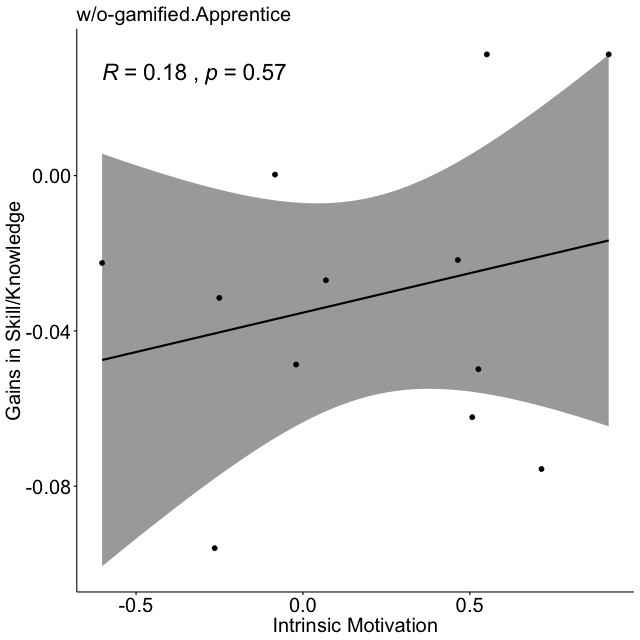 w/o-gamified.Apprentice
R = 0.18 , p = 0.57
Gains in Skill/Knowledge
0.00
-0.04
-0.08
-0.5
0.0
0.5
Intrinsic Motivation